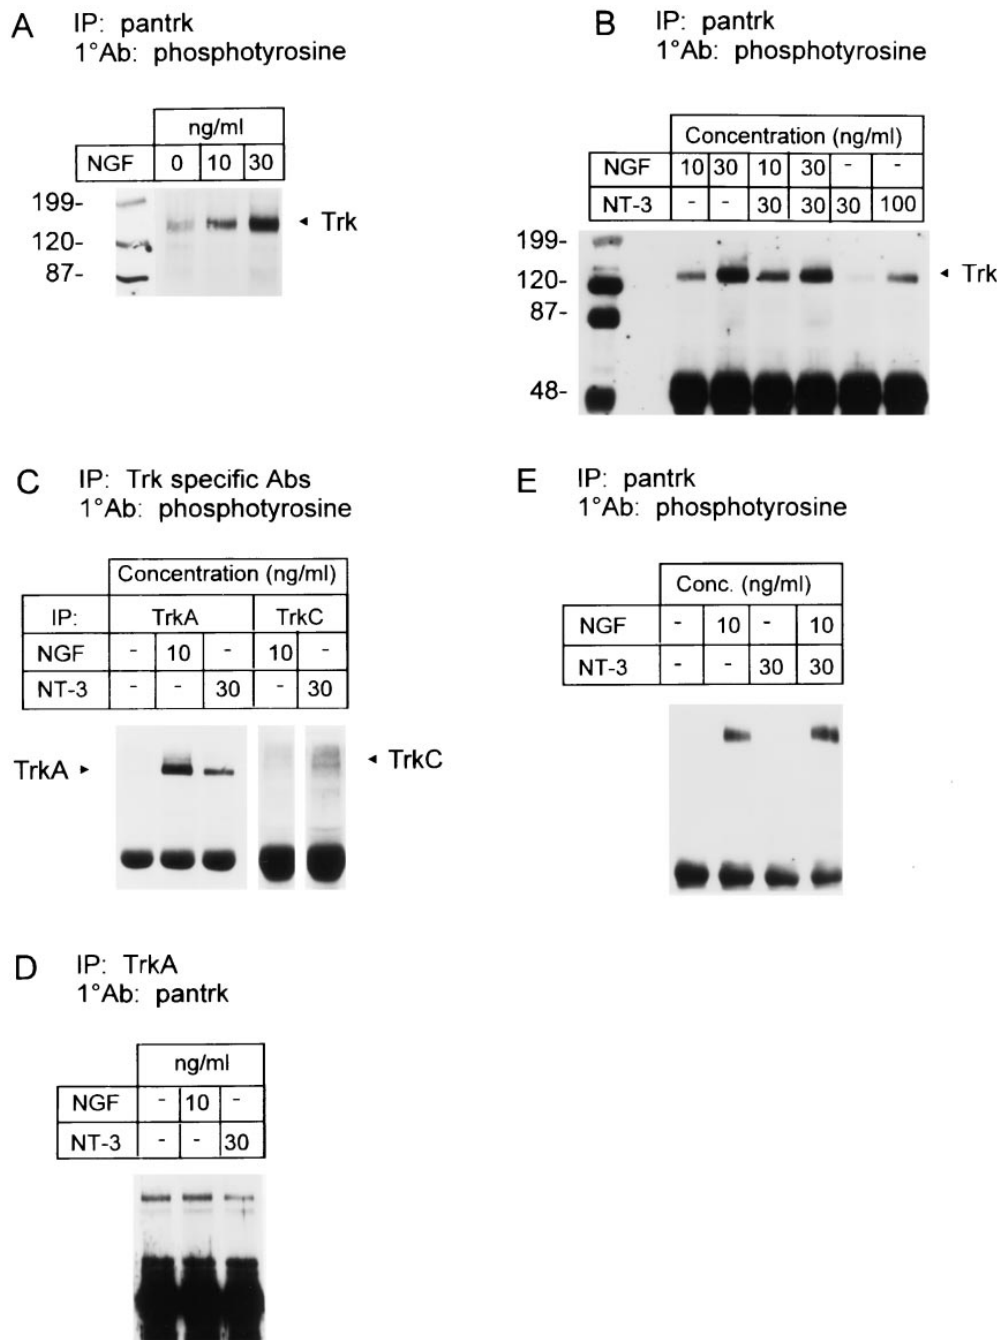 A IP: pantrk
1°Ab: phosphotyrosine
ng/ml
NGF 0 10 30
199-
120-
87-
◂ Trk
B IP: pantrk
1°Ab: phosphotyrosine
Concentration (ng/ml)
NGF 10 30 10 30 - -
NT-3 - - 30 30 30 100
199-
120-
87-
48-
◂ Trk
C IP: Trk specific Abs
1°Ab: phosphotyrosine
Concentration (ng/ml)
IP: TrkA TrkC
NGF - 10 - 10 -
NT-3 - - 30 - 30
TrkA ▸
◂ TrkC
E IP: pantrk
1°Ab: phosphotyrosine
Conc. (ng/ml)
NGF - 10 - 10
NT-3 - - 30 30
D IP: TrkA
1°Ab: pantrk
ng/ml
NGF - 10 -
NT-3 - - 30